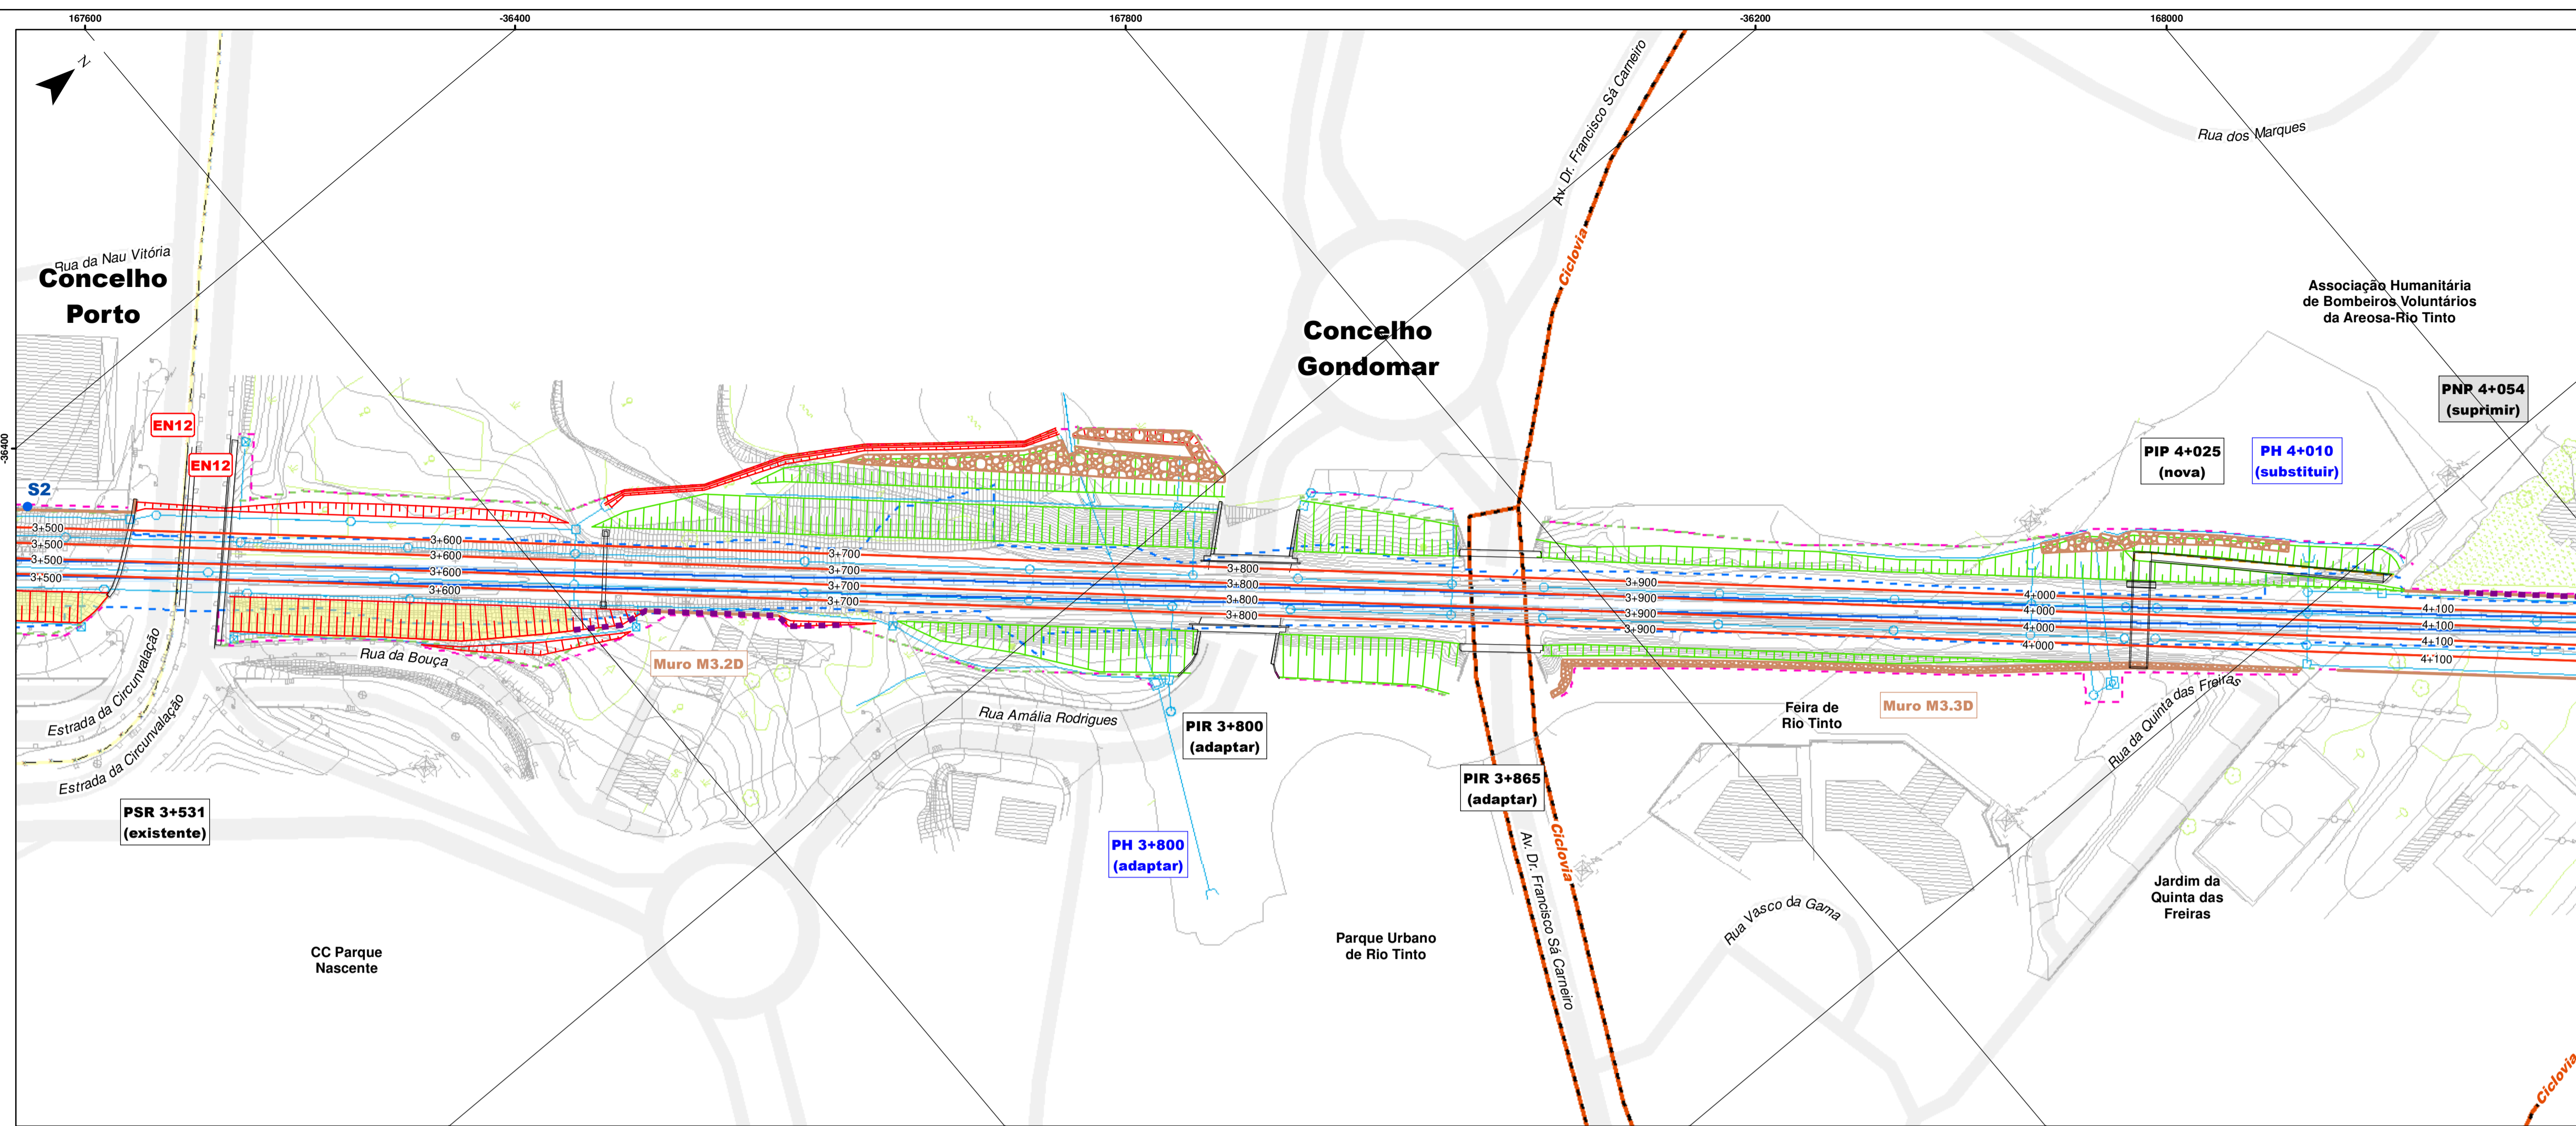 167600
-36400
167800
-36200
168000
N
Rua da Nau Vitória
Concelho
Porto
Av. Dr. Francisco Sá Carneiro
Rua dos Marques
Ciclovia
Associação Humanitária
de Bombeiros Voluntários
da Areosa-Rio Tinto
Concelho
Gondomar
PNP 4+054
(suprimir)
EN12
EN12
-36400
PIP 4+025
(nova)
PH 4+010
(substituir)
S2
3+500
3+500
3+500
3+500
3+600
3+600
3+600
3+600
3+700
3+700
3+700
3+700
3+800
3+800
3+800
3+800
3+900
3+900
3+900
3+900
4+000
4+000
4+000
4+000
4+100
4+100
4+100
4+100
Rua da Bouça
Muro M3.2D
Estrada da Circunvalação
Estrada da Circunvalação
Rua Amália Rodrigues
PIR 3+800
(adaptar)
Feira de
Rio Tinto
Muro M3.3D
Rua da Quinta das Freiras
PIR 3+865
(adaptar)
PSR 3+531
(existente)
PH 3+800
(adaptar)
Av. Dr. Francisco Sá Carneiro
Ciclovia
Rua Vasco da Gama
Jardim da
Quinta das
Freiras
CC Parque
Nascente
Parque Urbano
de Rio Tinto
Ciclovia